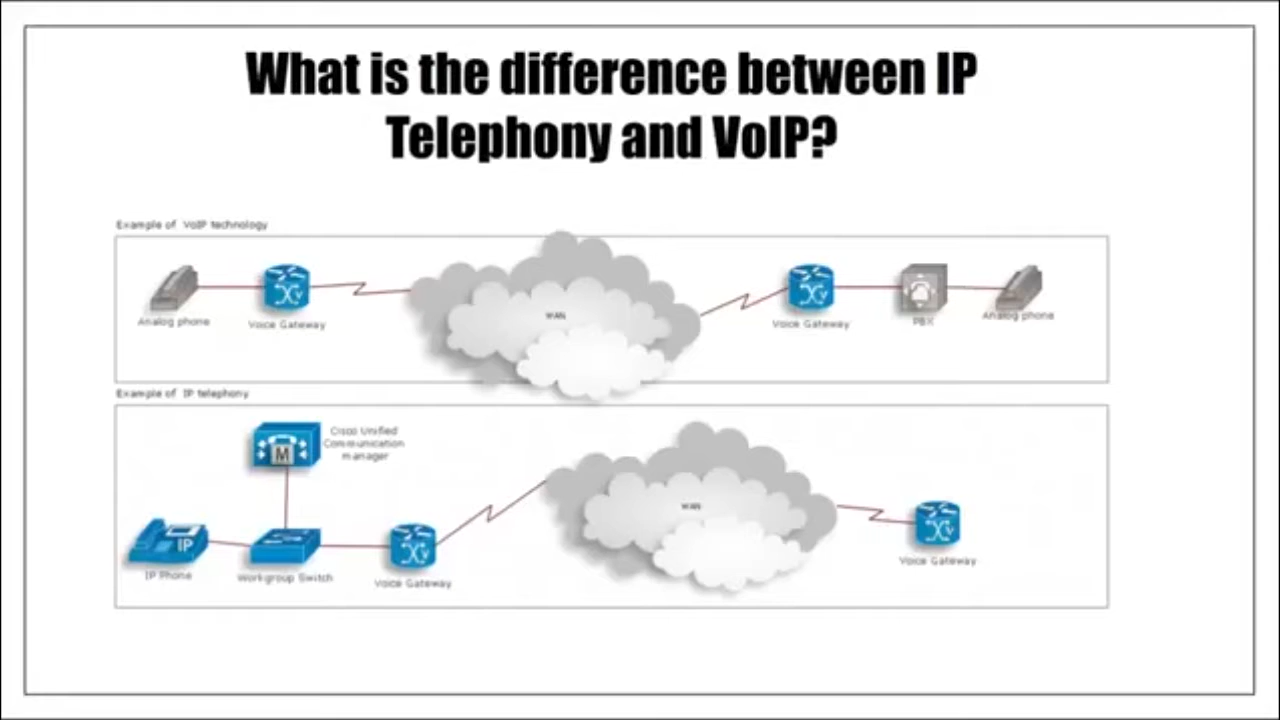 What is the difference between IP
Telephony and VoIP?
Example of VoIP technology
Analog phone
Voice Gateway
WAN
Voice Gateway
PBX
Analog phone
Example of IP telephony
Cisco Unified
Communication
manager
M
IP
IP Phone
Workgroup Switch
V
Voice Gateway
WAN
V
Voice Gateway